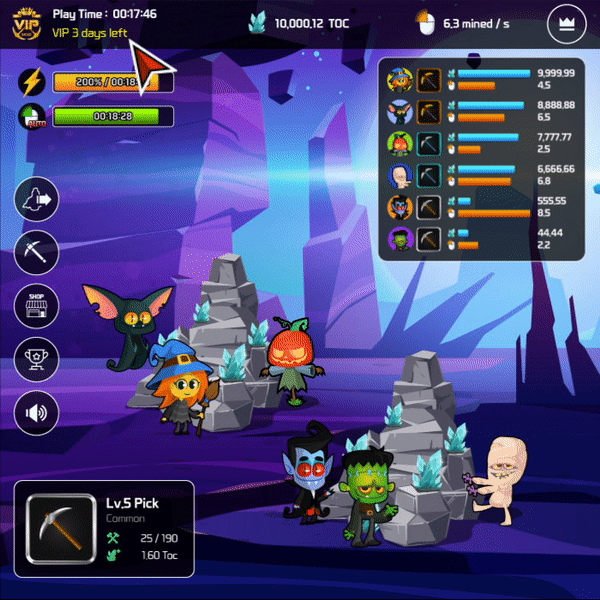 VIP
Play Time : 00:17:46
VIP 3 days left
10,000,12 TOC
6.3 mined / s
200% / 00:18
AUTO
00:18-28
9,999.99
4.5
8,888.88
6.5
7,777.77
2.5
6,666.66
6.8
555.55
8.5
44,44
2.2
SHOP
Lv.5 Pick
Common
25 / 190
1.60 Toc